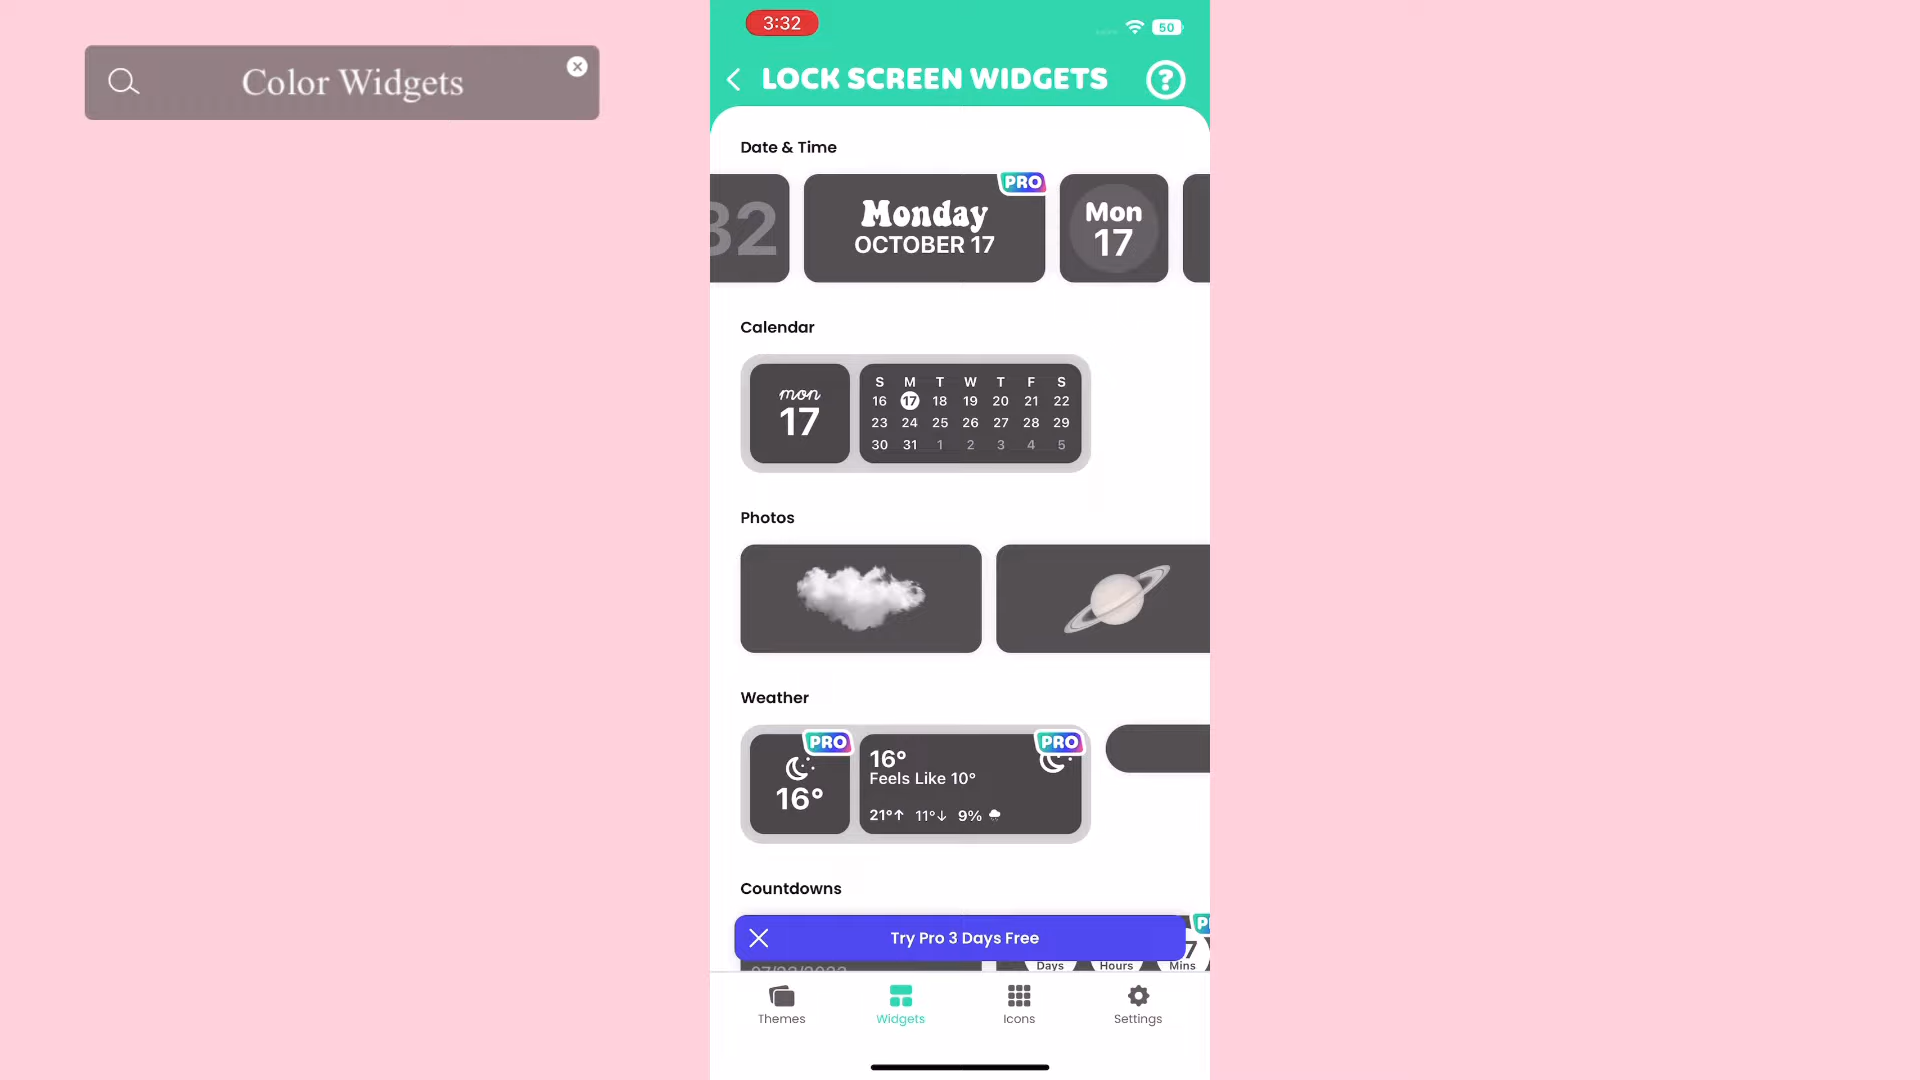 Color Widgets
3:32
50
LOCK SCREEN WIDGETS
?
Date & Time
32
PRO
Monday
OCTOBER 17
Mon
17
Calendar
mon
17
S M T W T F S
16 17 18 19 20 21 22
23 24 25 26 27 28 29
30 31 1 2 3 4 5
Photos
Weather
PRO
16°
PRO
16°
Feels Like 10°
21°↑ 11°↓ 9%
Countdowns
Try Pro 3 Days Free
7
Days Hours Mins
Themes
Widgets
Icons
Settings